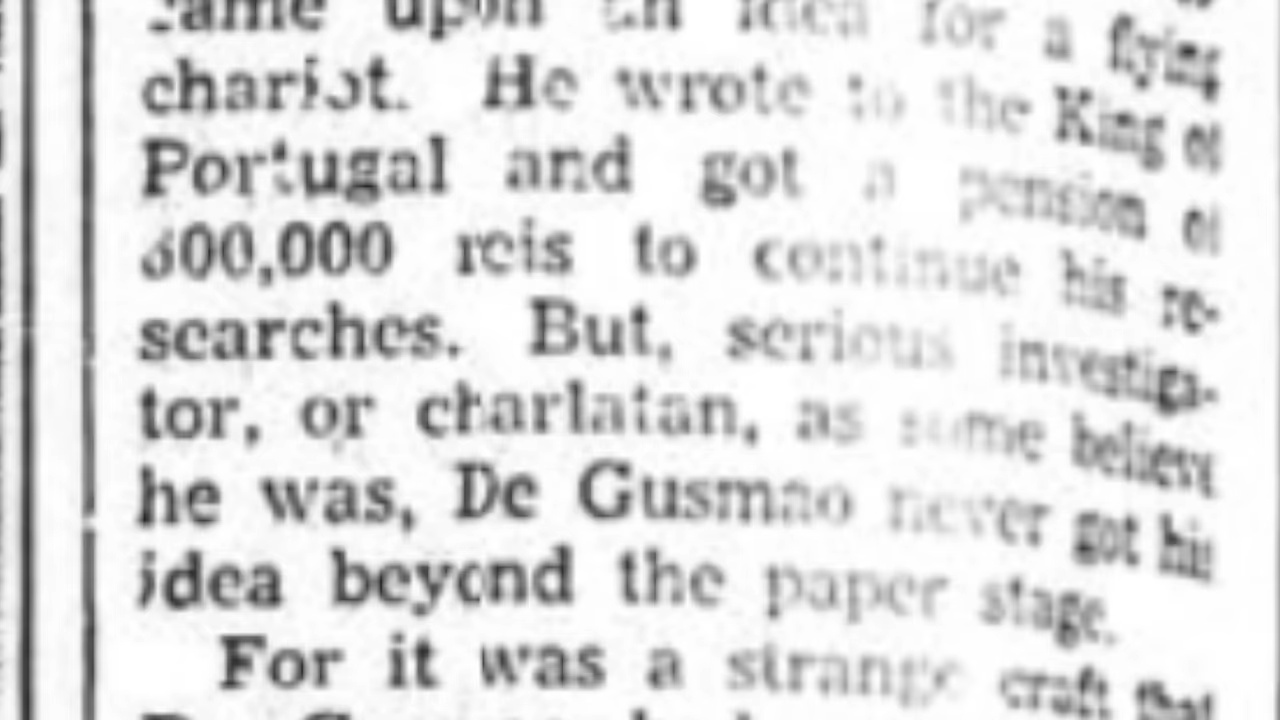 came upon an idea for a flying
chariot. He wrote to the King of
Portugal and got a pension of
600,000 reis to continue his re-
searches. But, serious investiga-
tor, or charlatan, as some believe
he was, De Gusmao never got his
idea beyond the paper stage.
For it was a strange craft that